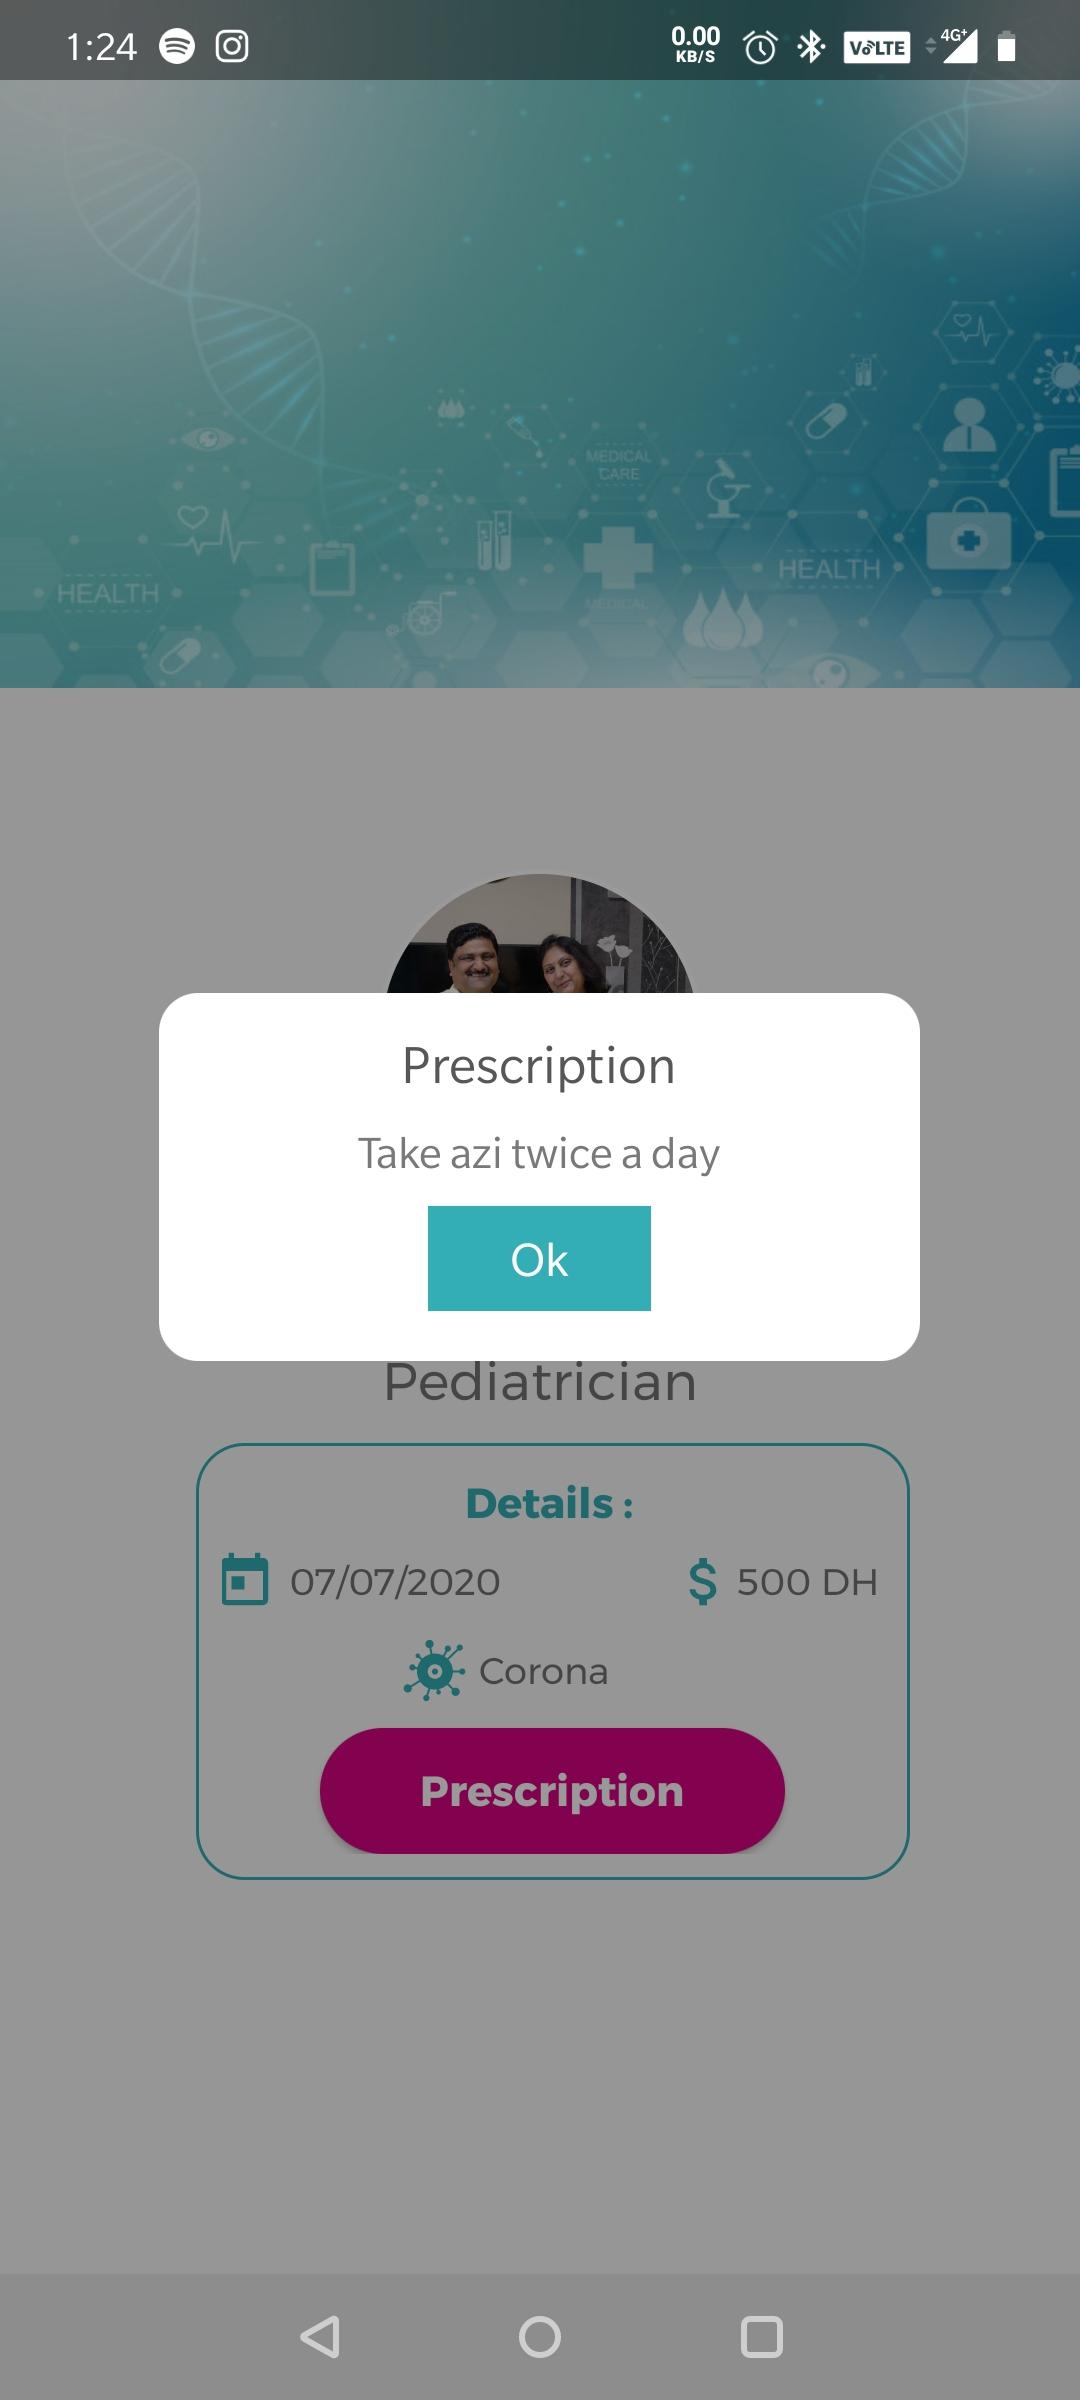 1:24
0.00
KB/S
VoLTE
4G+
MEDICAL
CARE
HEALTH
HEALTH
MEDICAL
Prescription
Take azi twice a day
Ok
Pediatrician
Details :
07/07/2020
$ 500 DH
Corona
Prescription